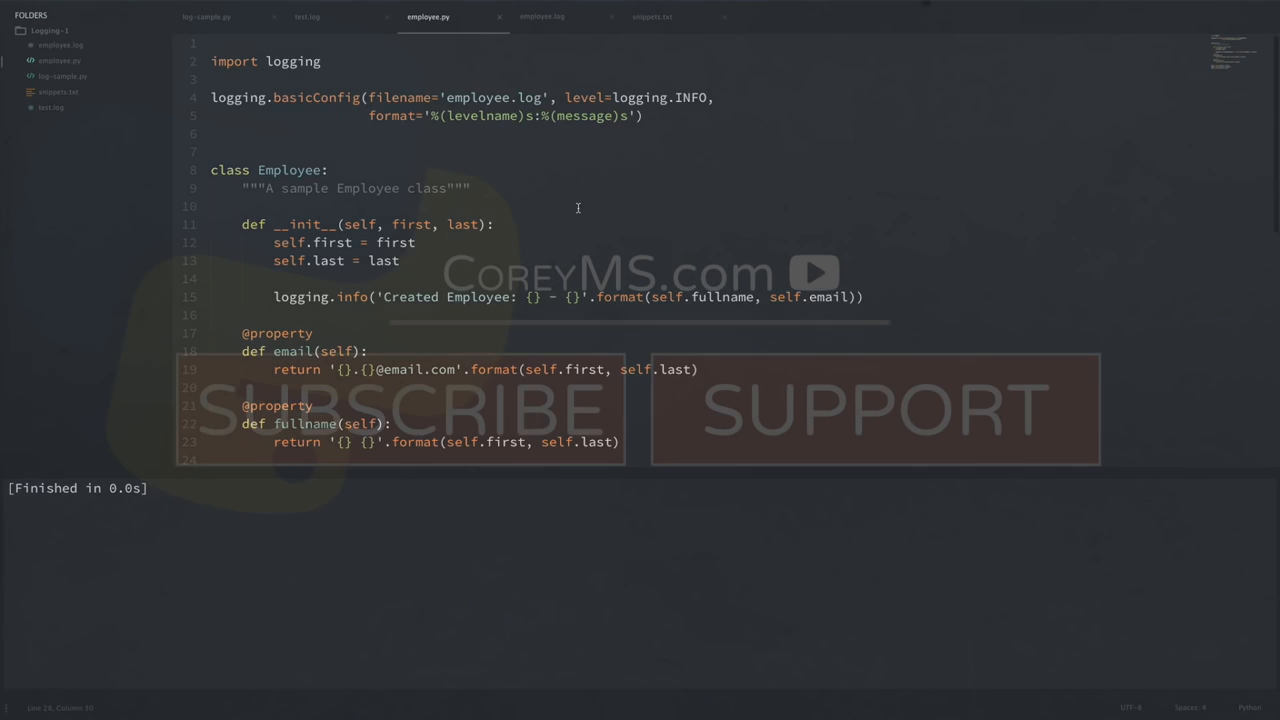 FOLDERS
Logging-1
employee.log
employee.py
log-sample.py
snippets.txt
test.log
log-sample.py × test.log × employee.py × employee.log × snippets.txt ×
1
2 import logging
3
4 logging.basicConfig(filename='employee.log', level=logging.INFO,
5 format='%(levelname)s:%(message)s')
6
7
8 class Employee:
9 """A sample Employee class"""
10
11 def __init__(self, first, last):
12 self.first = first
13 self.last = last
14
15 logging.info('Created Employee: {} - {}'.format(self.fullname, self.email))
16
17 @property
18 def email(self):
19 return '{}.{}@email.com'.format(self.first, self.last)
20
21 @property
22 def fullname(self):
23 return '{} {}'.format(self.first, self.last)
24
CoreyMS.com
SUBSCRIBE
SUPPORT
[Finished in 0.0s]
Line 28, Column 30
UTF-8
Spaces: 4
Python